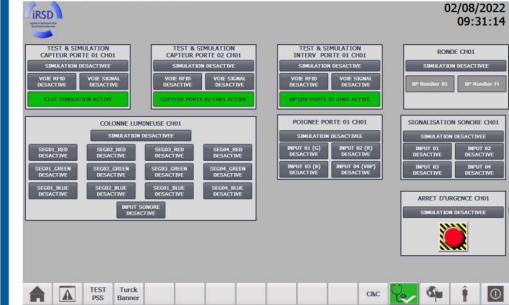 iRSD
02/08/2022
09:31:14
TEST & SIMULATION
CAPTEUR PORTE 01 CH01
SIMULATION DESACTIVEE
VOIE RFID
DESACTIVE
VOIE SIGNAL
DESACTIVE
ETAT SIMULATION ACTIVE
TEST & SIMULATION
CAPTEUR PORTE 02 CH01
SIMULATION DESACTIVEE
VOIE RFID
DESACTIVE
VOIE SIGNAL
DESACTIVE
CAPTEUR PORTE 02 CH01 ACTIVE
TEST & SIMULATION
INTERV PORTE 01 CH01
SIMULATION DESACTIVEE
VOIE RFID
DESACTIVE
VOIE SIGNAL
DESACTIVE
INTERV PORTE 01 CH01 ACTIVE
RONDE CH01
SIMULATION DESACTIVEE
BP Rondier 01
BP Rondier
COLONNE LUMINEUSE CH01
SIMULATION DESACTIVEE
SEG01_RED
DESACTIVE
SEG02_RED
DESACTIVE
SEG03_RED
DESACTIVE
SEG04_RED
DESACTIVE
SEG01_GREEN
DESACTIVE
SEG02_GREEN
DESACTIVE
SEG03_GREEN
DESACTIVE
SEG04_GREEN
DESACTIVE
SEG01_BLUE
DESACTIVE
SEG02_BLUE
DESACTIVE
SEG03_BLUE
DESACTIVE
SEG04_BLUE
DESACTIVE
INPUT SONORE
DESACTIVE
POIGNEE PORTE 01 CH01
SIMULATION DESACTIVEE
INPUT 01 (G)
DESACTIVE
INPUT 02 (R)
DESACTIVE
INPUT 03 (B)
DESACTIVE
INPUT 04 (VBP)
DESACTIVE
SIGNALISATION SONORE CH01
SIMULATION DESACTIVEE
INPUT 01
DESACTIVE
INPUT 02
DESACTIVE
INPUT 03
DESACTIVE
INPUT 04
DESACTIVE
ARRET D'URGENCE CH01
SIMULATION DESACTIVEE
TEST
PSS
Turck
Banner
C&C